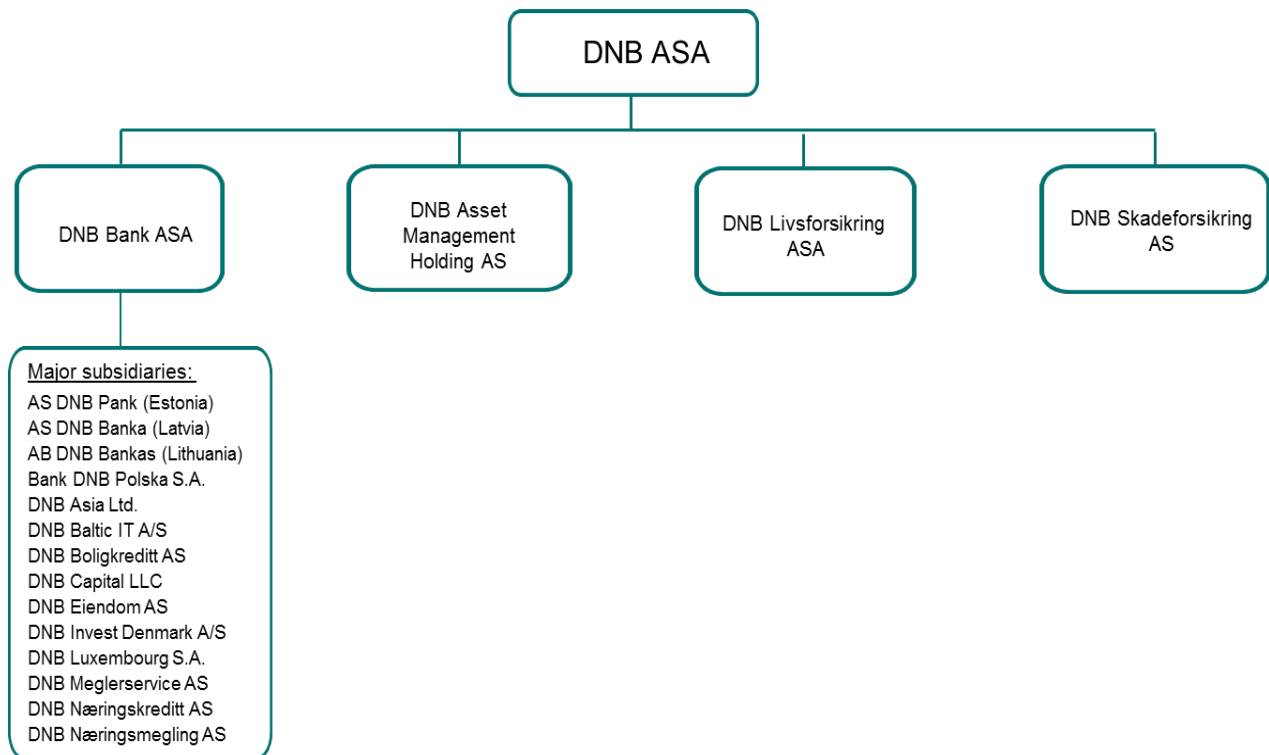 DNB ASA
DNB Bank ASA
DNB Asset
Management
Holding AS
DNB Livsforsikring
ASA
DNB Skadeforsikring
AS
Major subsidiaries:
AS DNB Pank (Estonia)
AS DNB Banka (Latvia)
AB DNB Bankas (Lithuania)
Bank DNB Polska S.A.
DNB Asia Ltd.
DNB Baltic IT A/S
DNB Boligkreditt AS
DNB Capital LLC
DNB Eiendom AS
DNB Invest Denmark A/S
DNB Luxembourg S.A.
DNB Meglerservice AS
DNB Næringskreditt AS
DNB Næringsmegling AS